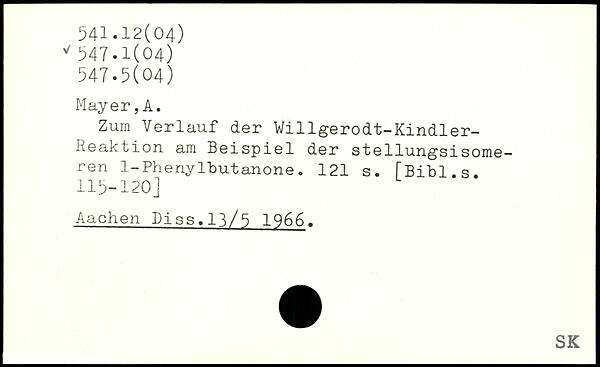 541.12(04)
√ 547.1(04)
547.5(04)
Mayer,A.
Zum Verlauf der Willgerodt-Kindler-
Reaktion am Beispiel der stellungsisome-
ren 1-Phenylbutanone. 121 s. [Bibl.s.
115-120]
Aachen Diss.13/5 1966.
SK